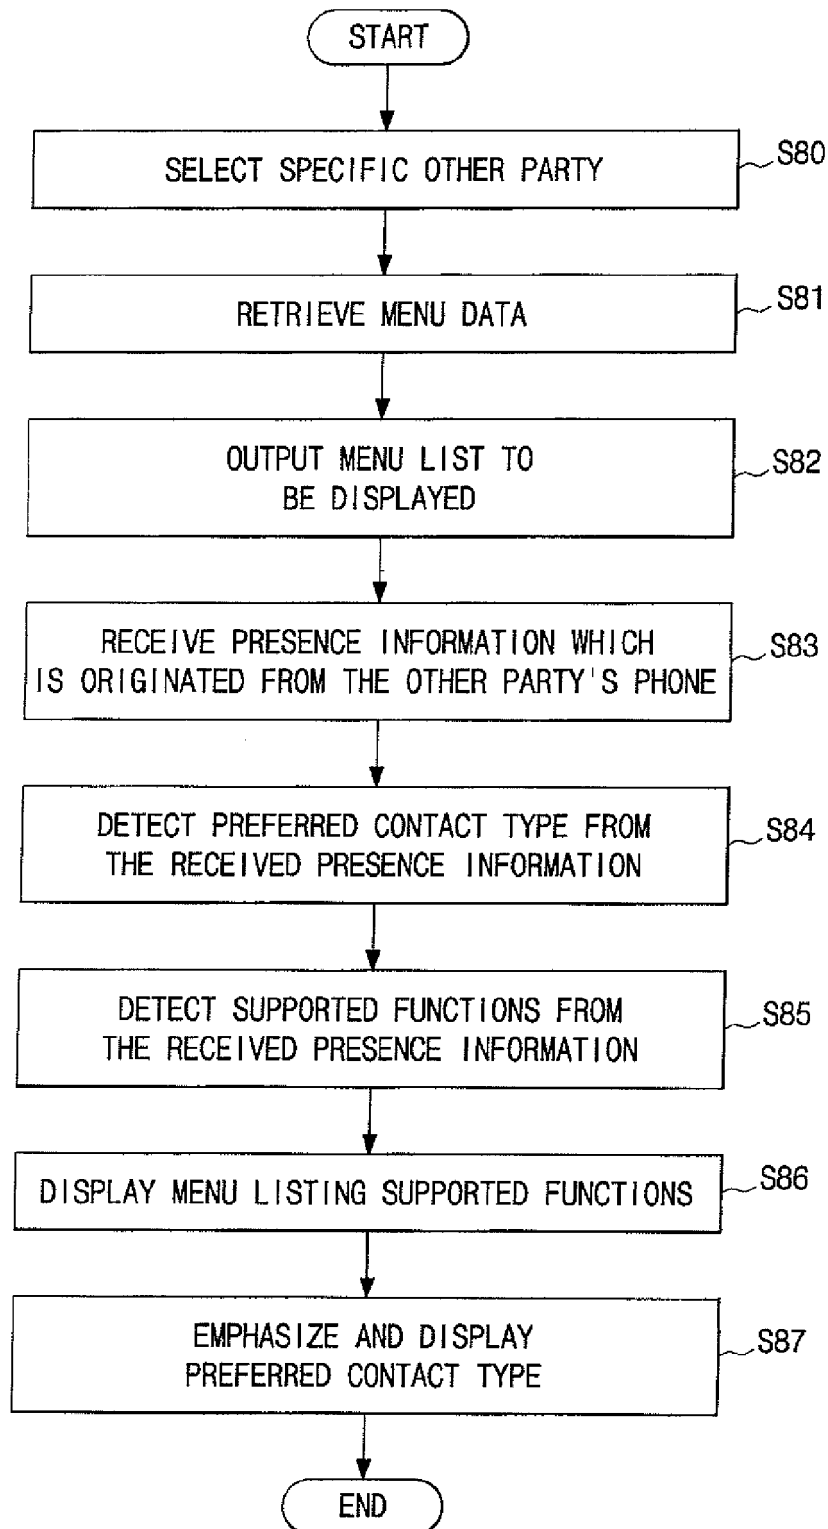 START
SELECT SPECIFIC OTHER PARTY
S80
RETRIEVE MENU DATA
S81
OUTPUT MENU LIST TO
BE DISPLAYED
S82
RECEIVE PRESENCE INFORMATION WHICH
IS ORIGINATED FROM THE OTHER PARTY'S PHONE
S83
DETECT PREFERRED CONTACT TYPE FROM
THE RECEIVED PRESENCE INFORMATION
S84
DETECT SUPPORTED FUNCTIONS FROM
THE RECEIVED PRESENCE INFORMATION
S85
DISPLAY MENU LISTING SUPPORTED FUNCTIONS
S86
EMPHASIZE AND DISPLAY
PREFERRED CONTACT TYPE
S87
END